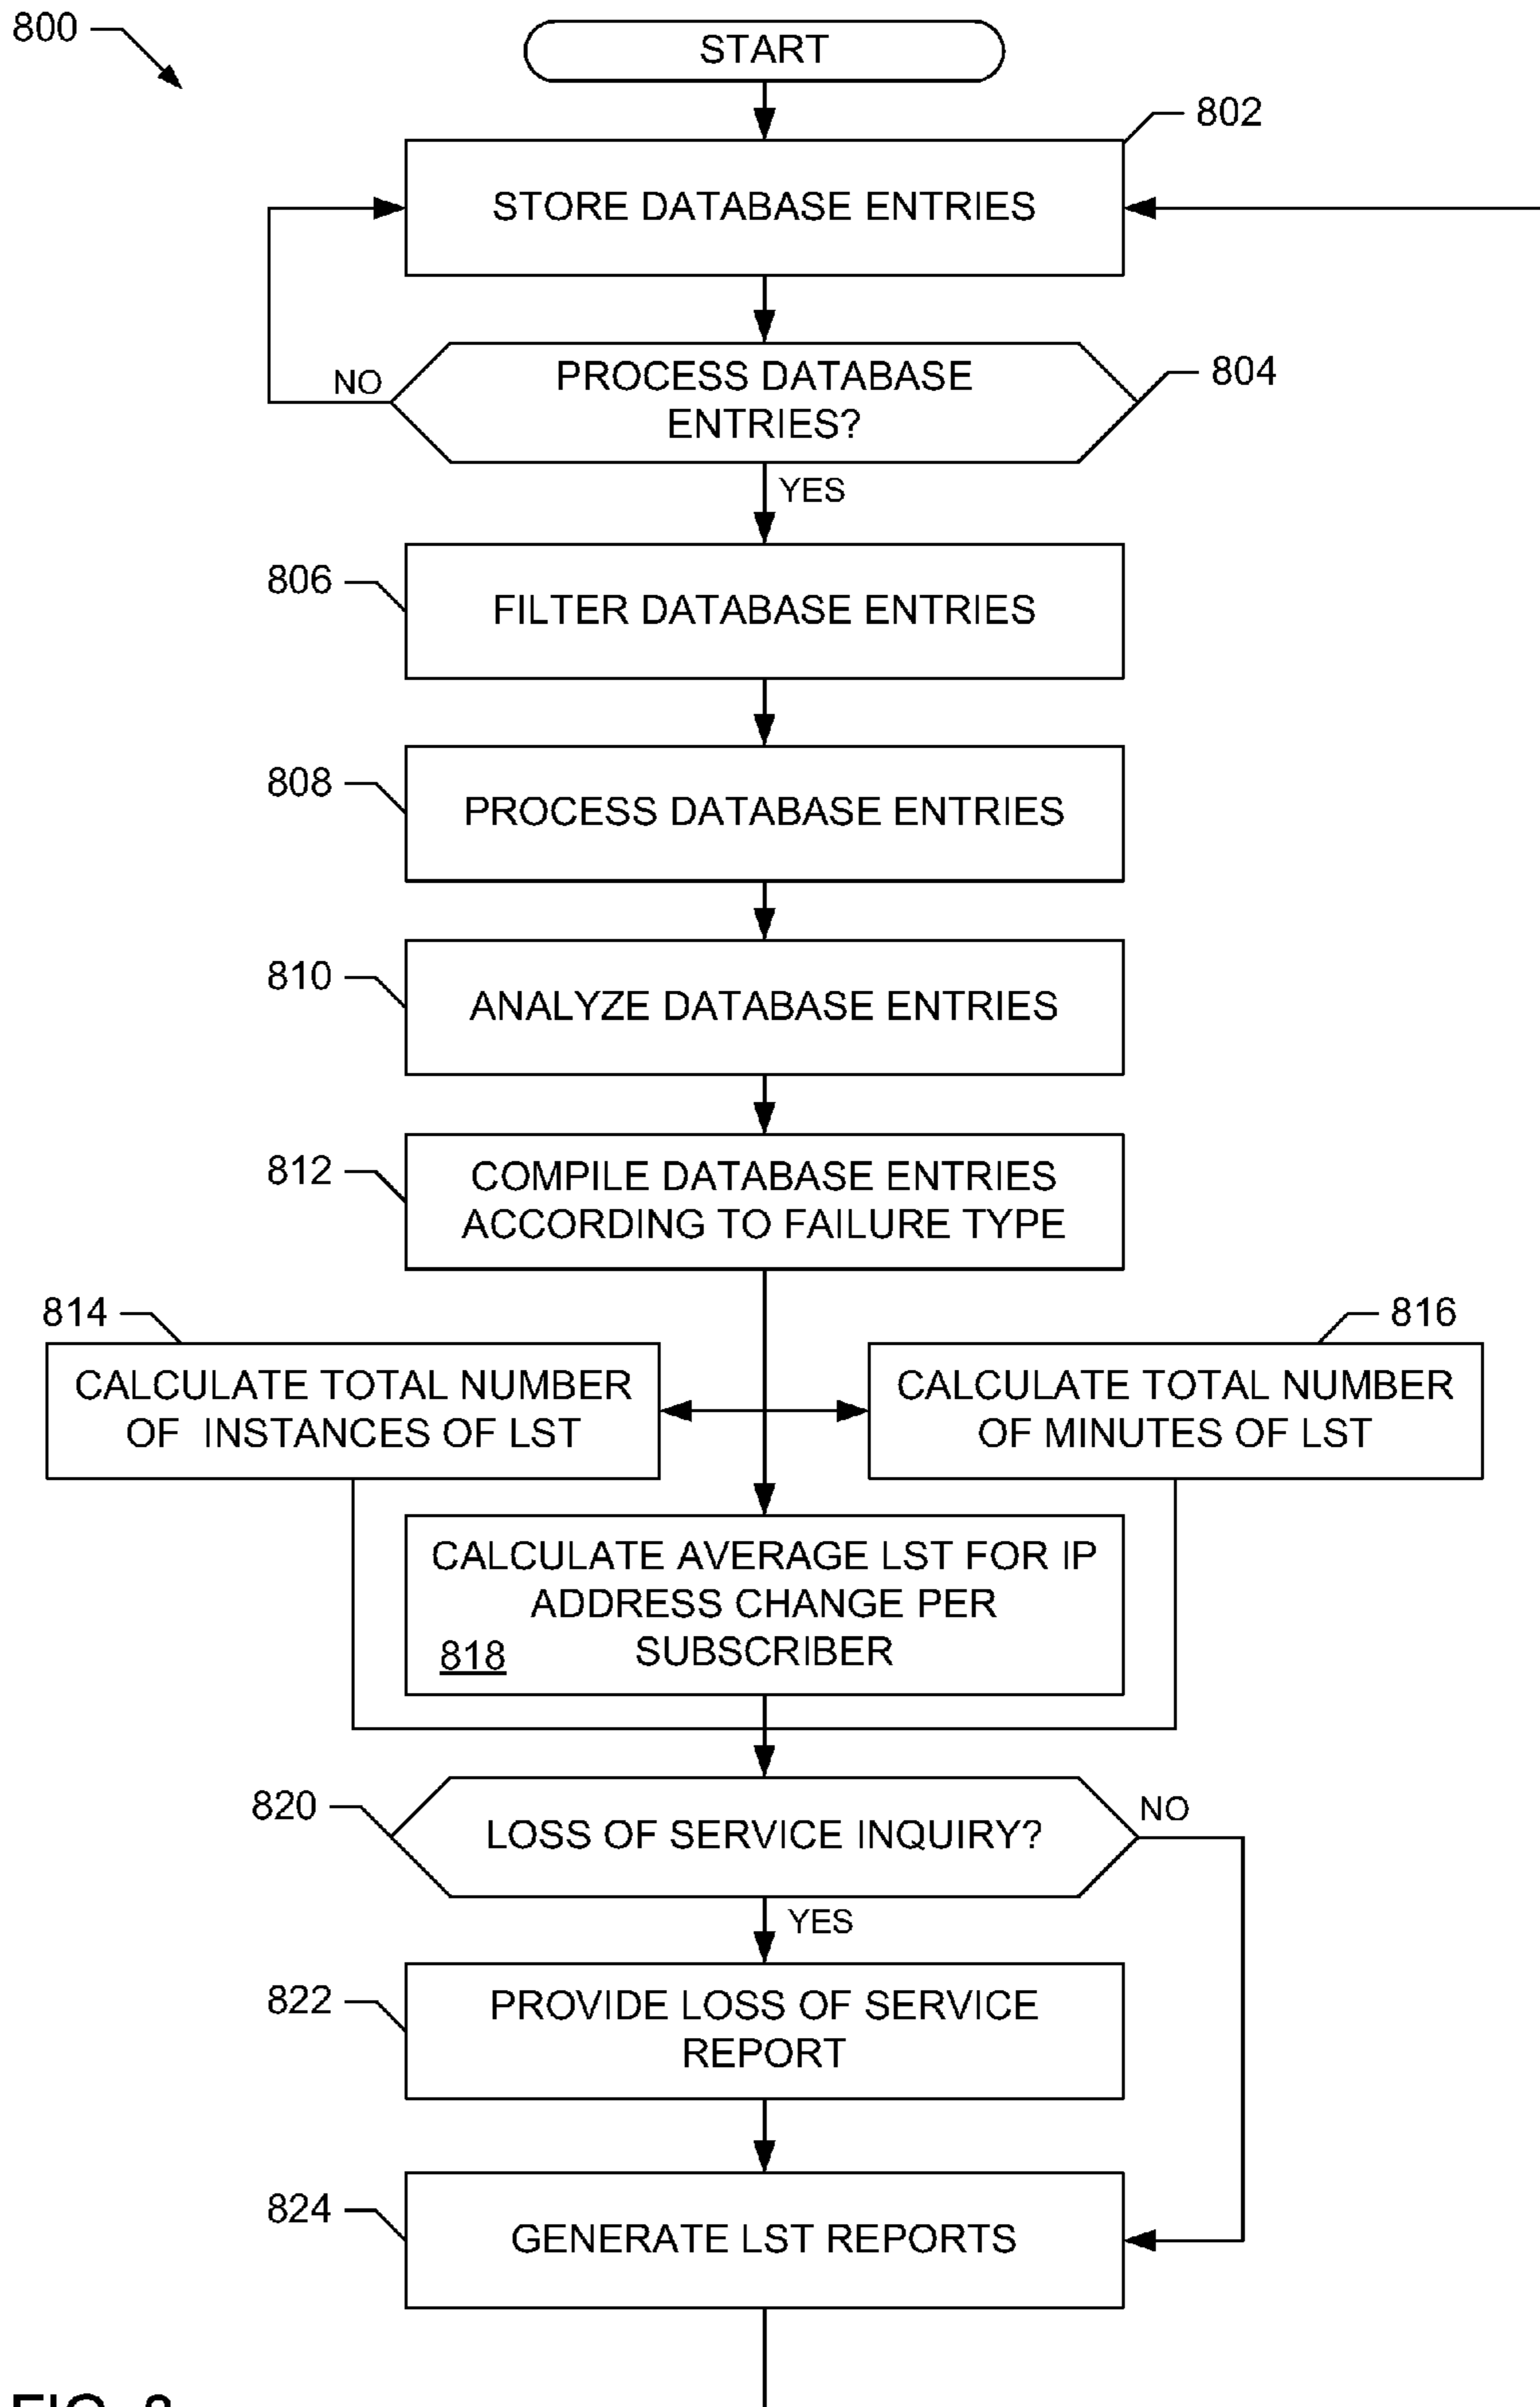 800
START
802
STORE DATABASE ENTRIES
NO
PROCESS DATABASE
ENTRIES?
804
YES
806
FILTER DATABASE ENTRIES
808
PROCESS DATABASE ENTRIES
810
ANALYZE DATABASE ENTRIES
812
COMPILE DATABASE ENTRIES
ACCORDING TO FAILURE TYPE
814
CALCULATE TOTAL NUMBER
OF INSTANCES OF LST
816
CALCULATE TOTAL NUMBER
OF MINUTES OF LST
CALCULATE AVERAGE LST FOR IP
ADDRESS CHANGE PER
SUBSCRIBER
818
820
LOSS OF SERVICE INQUIRY?
NO
YES
822
PROVIDE LOSS OF SERVICE
REPORT
824
GENERATE LST REPORTS